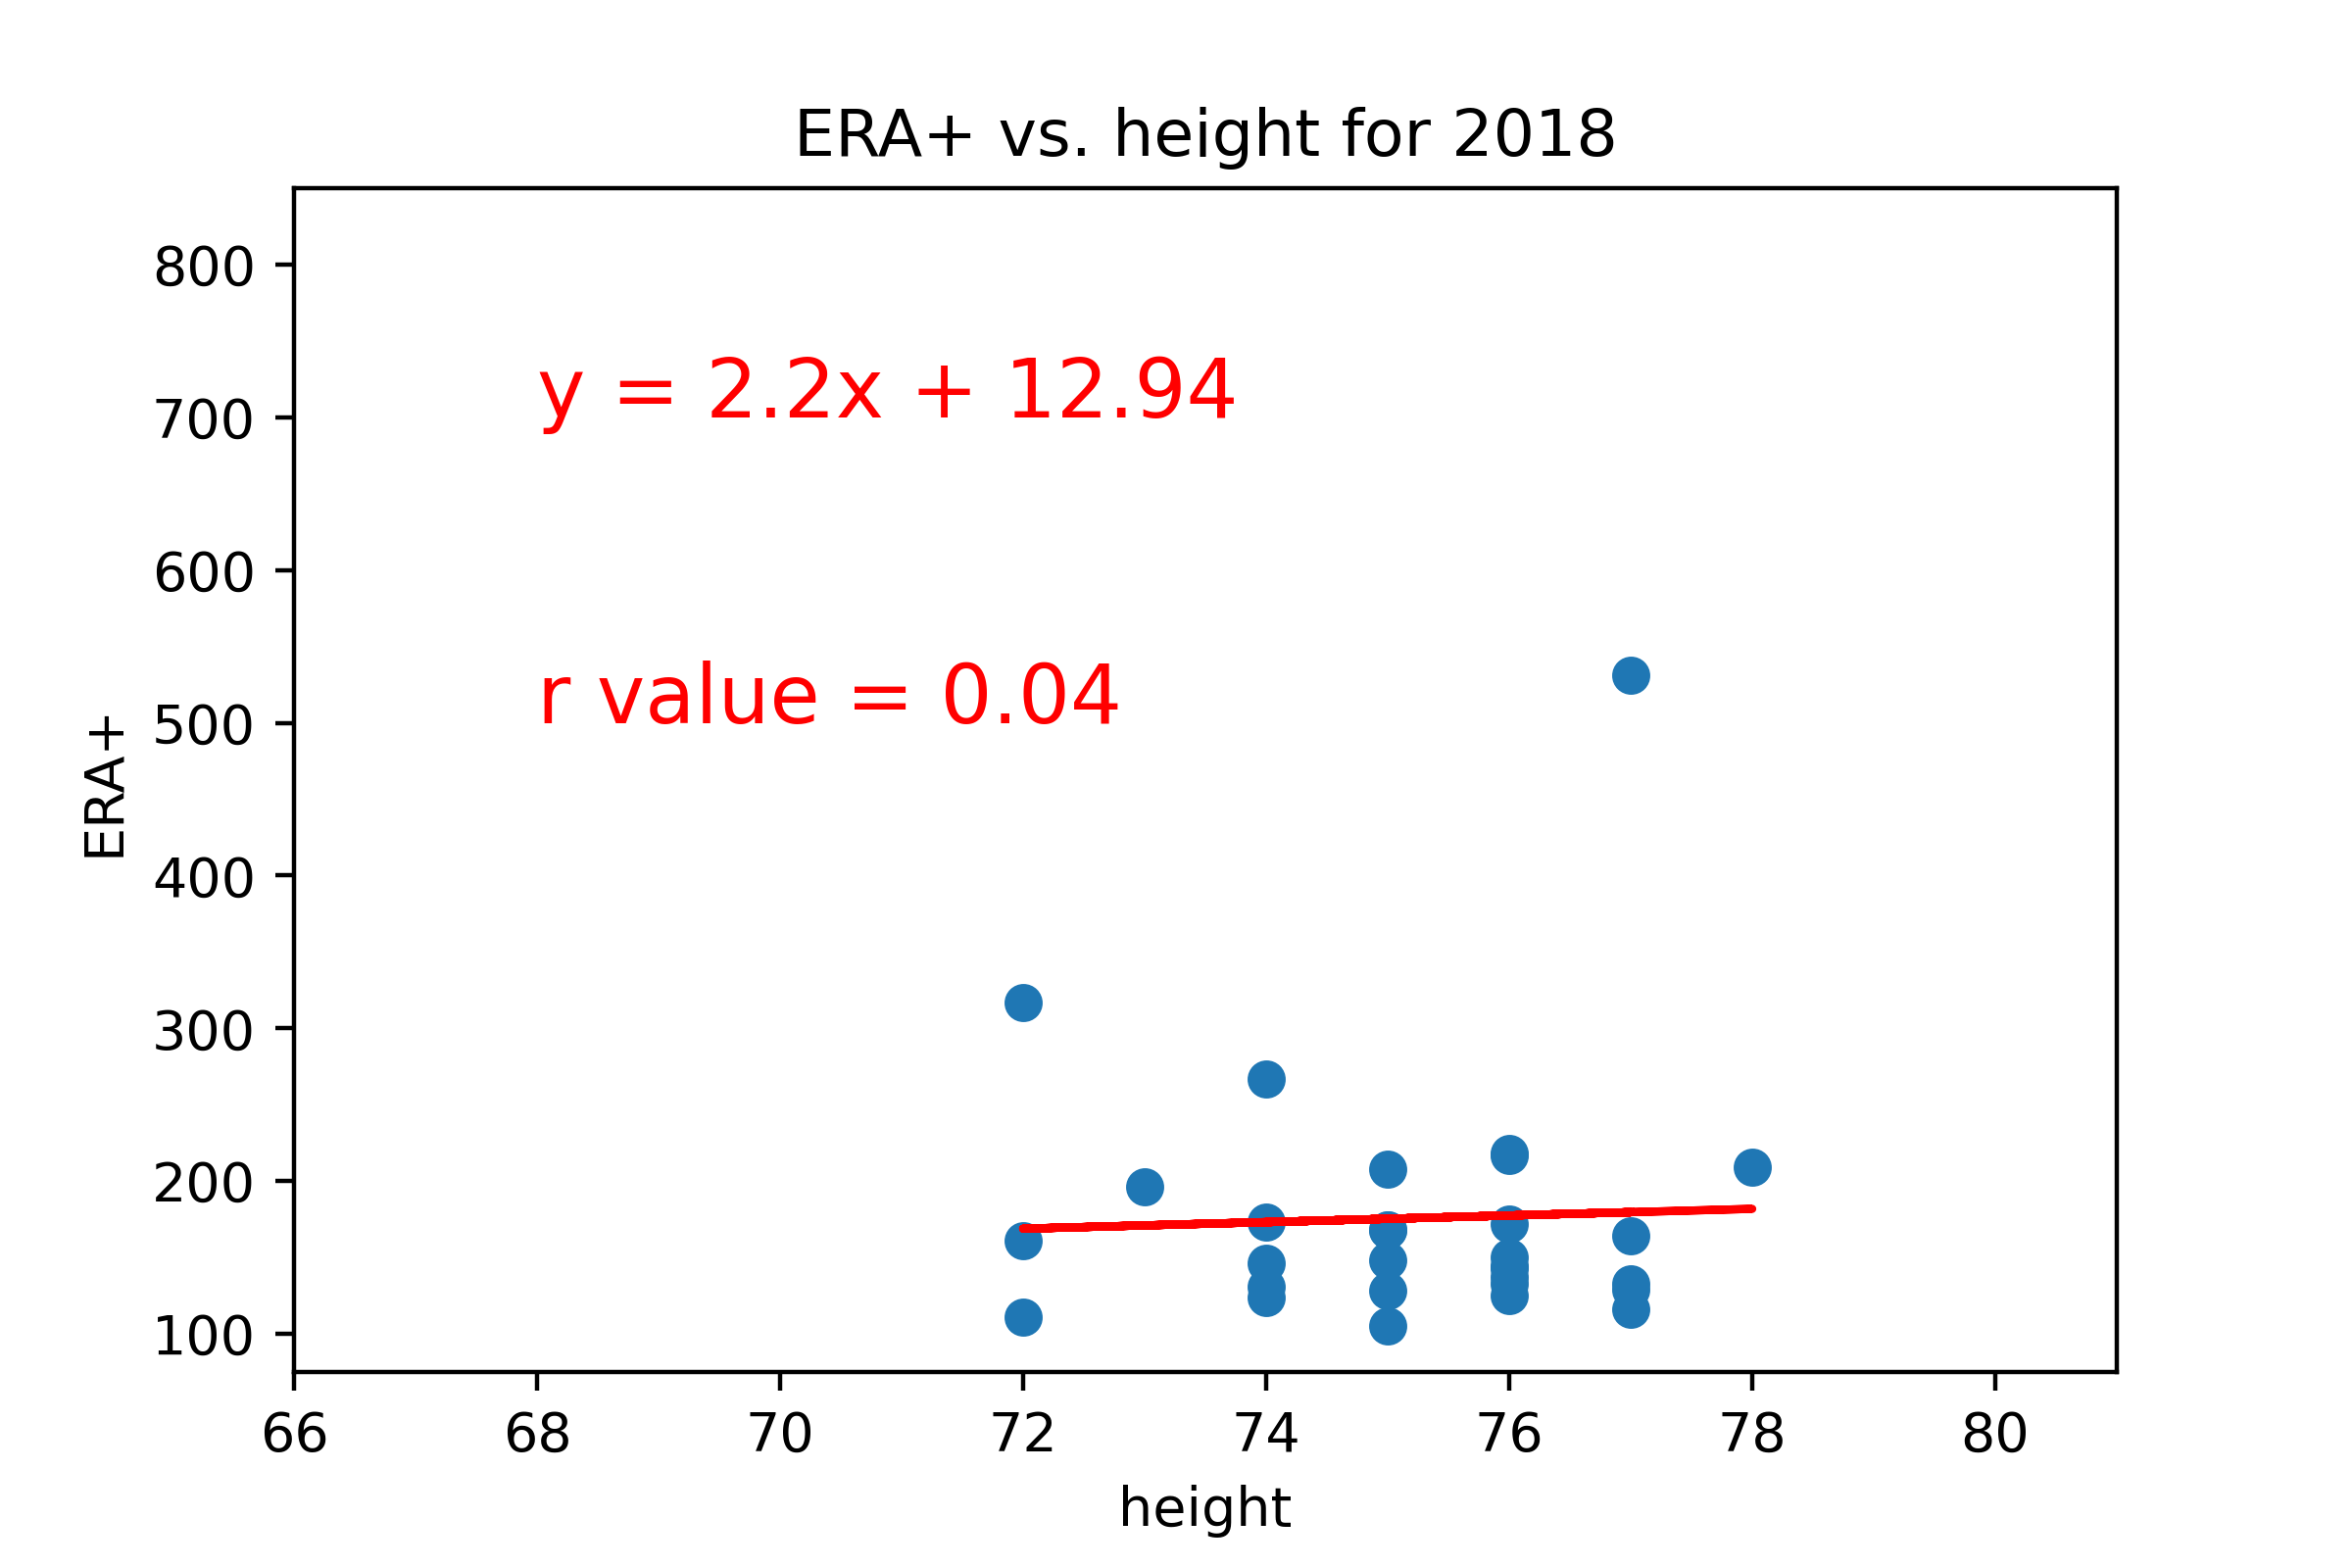 ERA+ vs. height for 2018
800
700
600
500
400
300
200
100
ERA+
y = 2.2x + 12.94
r value = 0.04
66 68 70 72 74 76 78 80
height